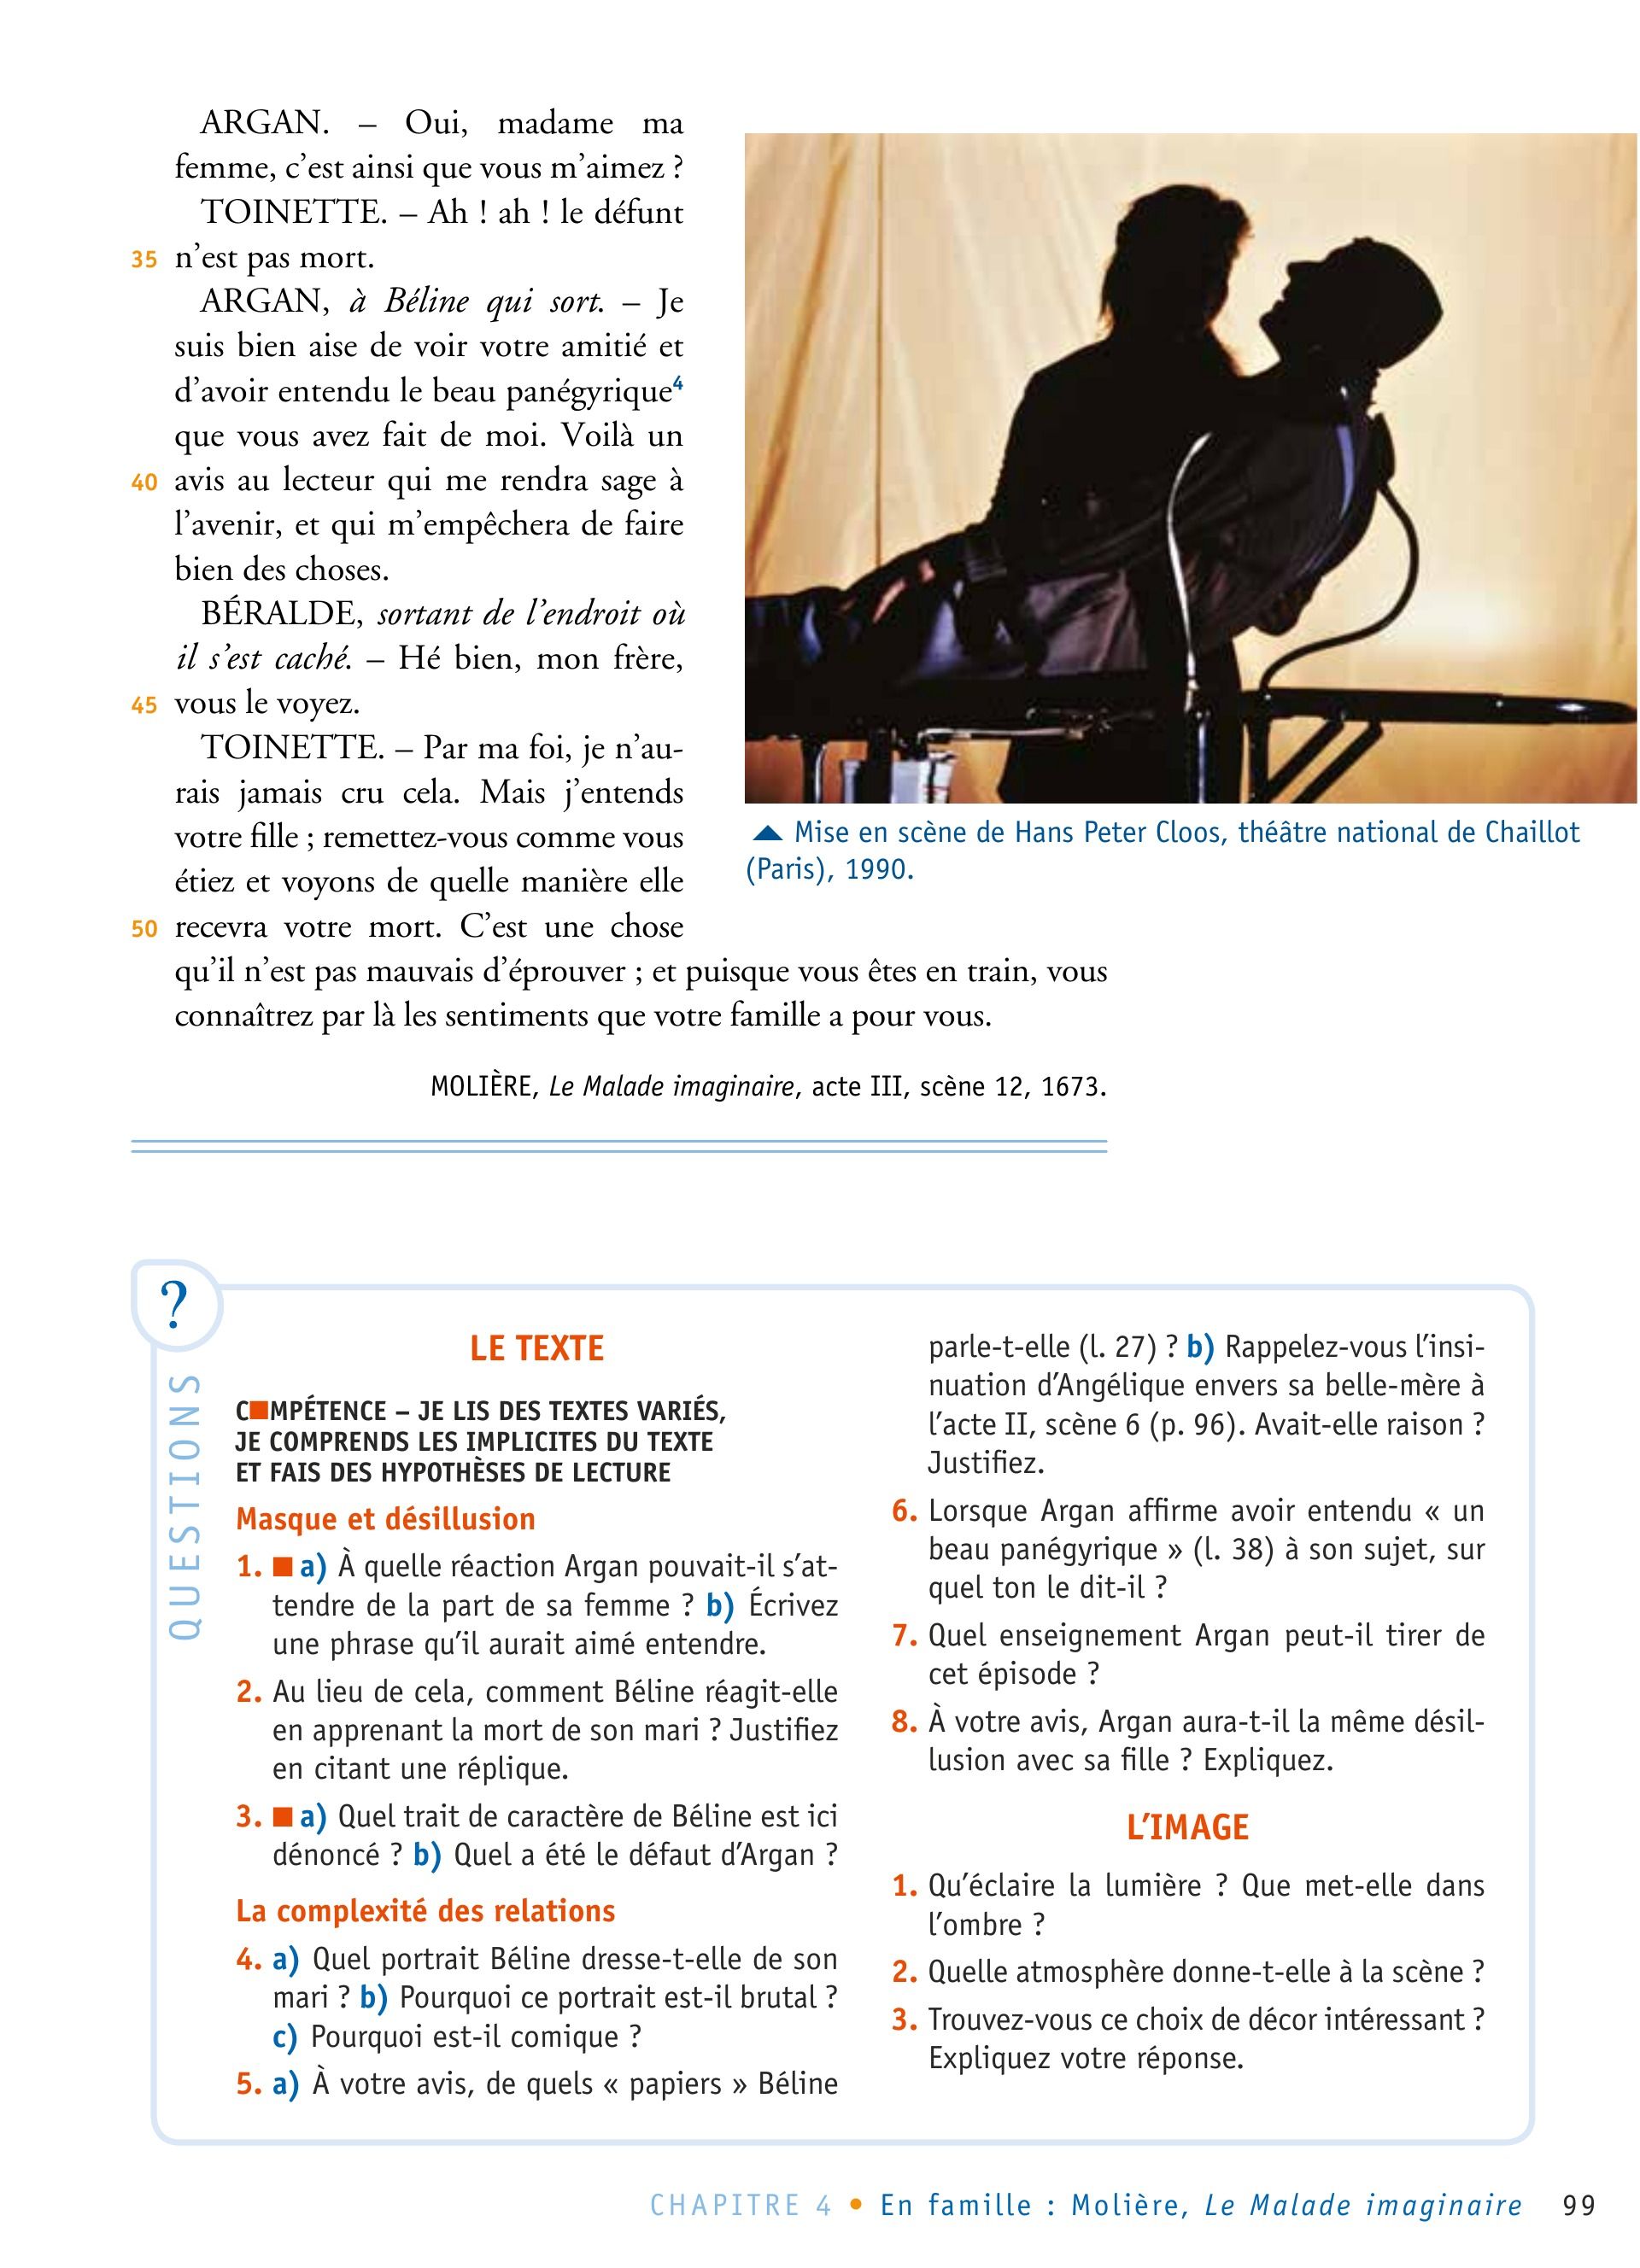 ARGAN. – Oui, madame ma
femme, c’est ainsi que vous m’aimez ?
TOINETTE. – Ah ! ah ! le défunt
35 n’est pas mort.
ARGAN, à Béline qui sort. – Je
suis bien aise de voir votre amitié et
d’avoir entendu le beau panégyrique4
que vous avez fait de moi. Voilà un
40 avis au lecteur qui me rendra sage à
l’avenir, et qui m’empêchera de faire
bien des choses.
BÉRALDE, sortant de l’endroit où
il s’est caché. – Hé bien, mon frère,
45 vous le voyez.
TOINETTE. – Par ma foi, je n’au-
rais jamais cru cela. Mais j’entends
votre fille ; remettez-vous comme vous
étiez et voyons de quelle manière elle
50 recevra votre mort. C’est une chose
qu’il n’est pas mauvais d’éprouver ; et puisque vous êtes en train, vous
connaîtrez par là les sentiments que votre famille a pour vous.
MOLIÈRE, Le Malade imaginaire, acte III, scène 12, 1673.
Mise en scène de Hans Peter Cloos, théâtre national de Chaillot
(Paris), 1990.
?
QUESTIONS
LE TEXTE
C■MPÉTENCE – JE LIS DES TEXTES VARIÉS,
JE COMPRENDS LES IMPLICITES DU TEXTE
ET FAIS DES HYPOTHÈSES DE LECTURE
Masque et désillusion
1. ■ a) À quelle réaction Argan pouvait-il s’at-
tendre de la part de sa femme ? b) Écrivez
une phrase qu’il aurait aimé entendre.
2. Au lieu de cela, comment Béline réagit-elle
en apprenant la mort de son mari ? Justifiez
en citant une réplique.
3. ■ a) Quel trait de caractère de Béline est ici
dénoncé ? b) Quel a été le défaut d’Argan ?
La complexité des relations
4. a) Quel portrait Béline dresse-t-elle de son
mari ? b) Pourquoi ce portrait est-il brutal ?
c) Pourquoi est-il comique ?
5. a) À votre avis, de quels « papiers » Béline
parle-t-elle (l. 27) ? b) Rappelez-vous l’insi-
nuation d’Angélique envers sa belle-mère à
l’acte II, scène 6 (p. 96). Avait-elle raison ?
Justifiez.
6. Lorsque Argan affirme avoir entendu « un
beau panégyrique » (l. 38) à son sujet, sur
quel ton le dit-il ?
7. Quel enseignement Argan peut-il tirer de
cet épisode ?
8. À votre avis, Argan aura-t-il la même désil-
lusion avec sa fille ? Expliquez.
L’IMAGE
1. Qu’éclaire la lumière ? Que met-elle dans
l’ombre ?
2. Quelle atmosphère donne-t-elle à la scène ?
3. Trouvez-vous ce choix de décor intéressant ?
Expliquez votre réponse.
CHAPITRE 4 • En famille : Molière, Le Malade imaginaire 99